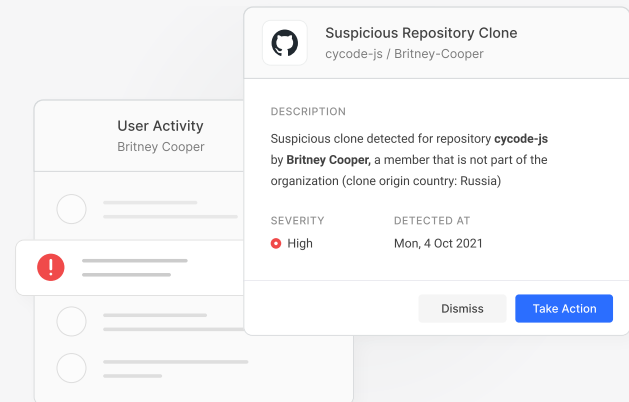 Suspicious Repository Clone
cycode-js / Britney-Cooper
User Activity
Britney Cooper
DESCRIPTION
Suspicious clone detected for repository cycode-js
by Britney Cooper, a member that is not part of the
organization (clone origin country: Russia)
SEVERITY
DETECTED AT
High
Mon, 4 Oct 2021
Dismiss
Take Action